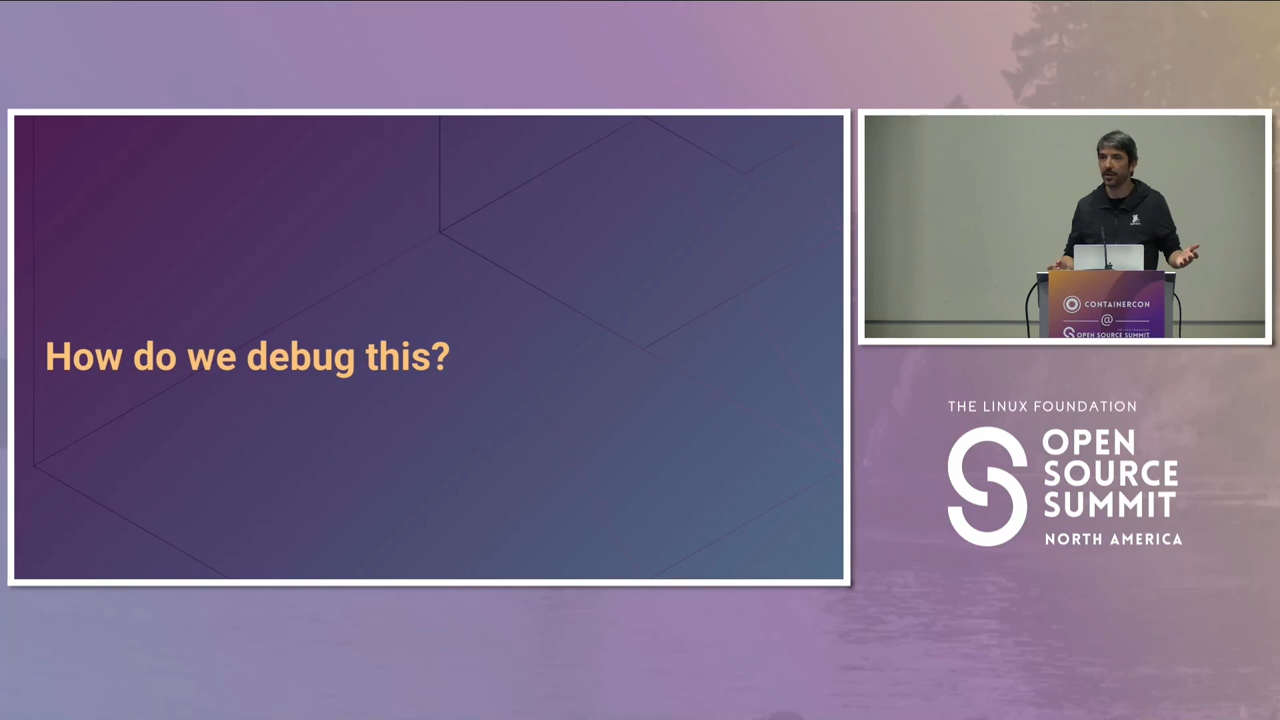 How do we debug this?
CONTAINERCON
@
OPEN SOURCE SUMMIT
THE LINUX FOUNDATION
OPEN
SOURCE
SUMMIT
NORTH AMERICA